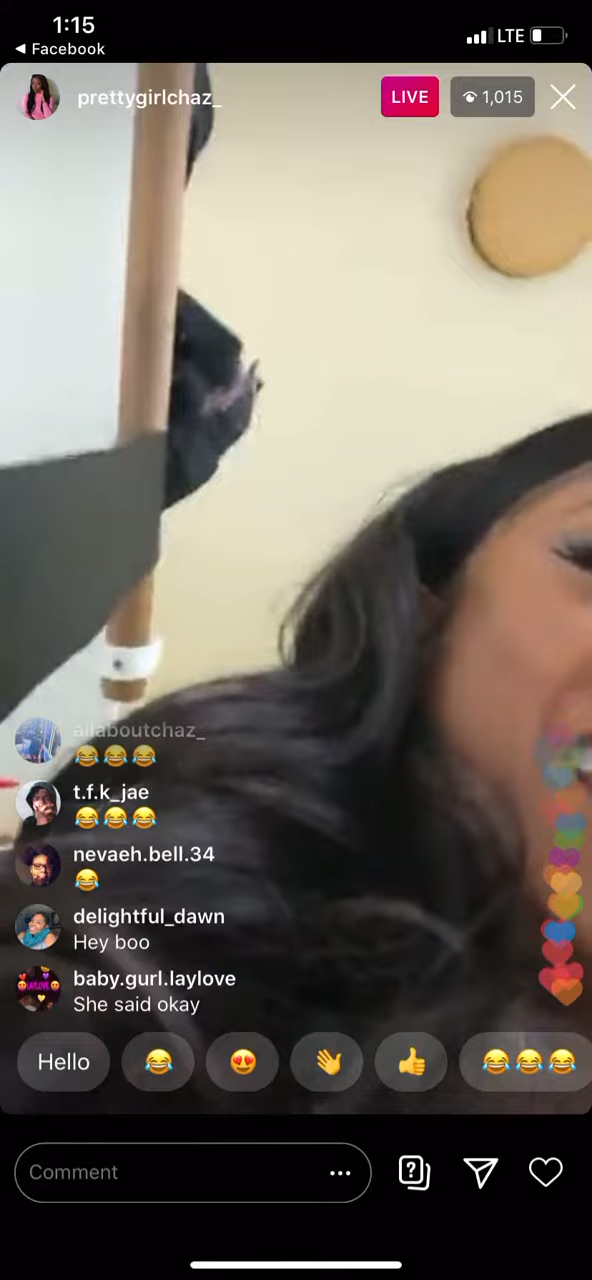 1:15
LTE
◀ Facebook
prettygirlchaz_
LIVE
1,015
allaboutchaz_
😂😂😂
t.f.k_jae
😂😂😂
nevaeh.bell.34
😂
delightful_dawn
Hey boo
baby.gurl.laylove
She said okay
Hello 😂 😍 👋 👍 😂😂😂
Comment